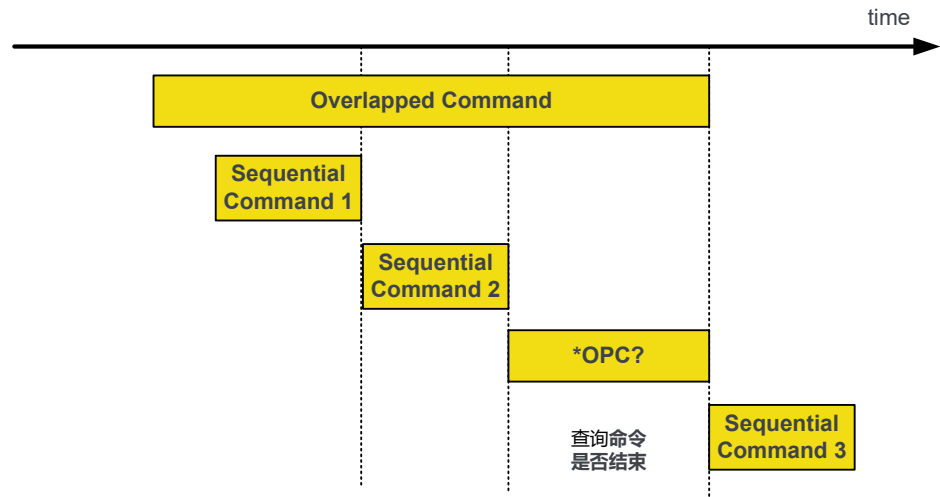 time
Overlapped Command
Sequential
Command 1
Sequential
Command 2
*OPC?
查询命令
是否结束
Sequential
Command 3